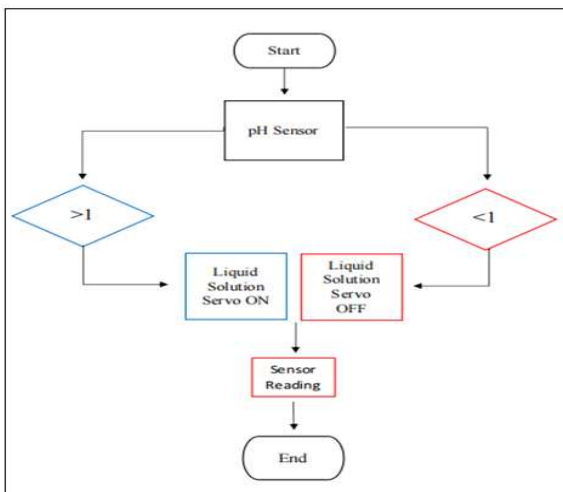 Start
pH Sensor
>1
<1
Liquid
Solution
Servo ON
Liquid
Solution
Servo
OFF
Sensor
Reading
End